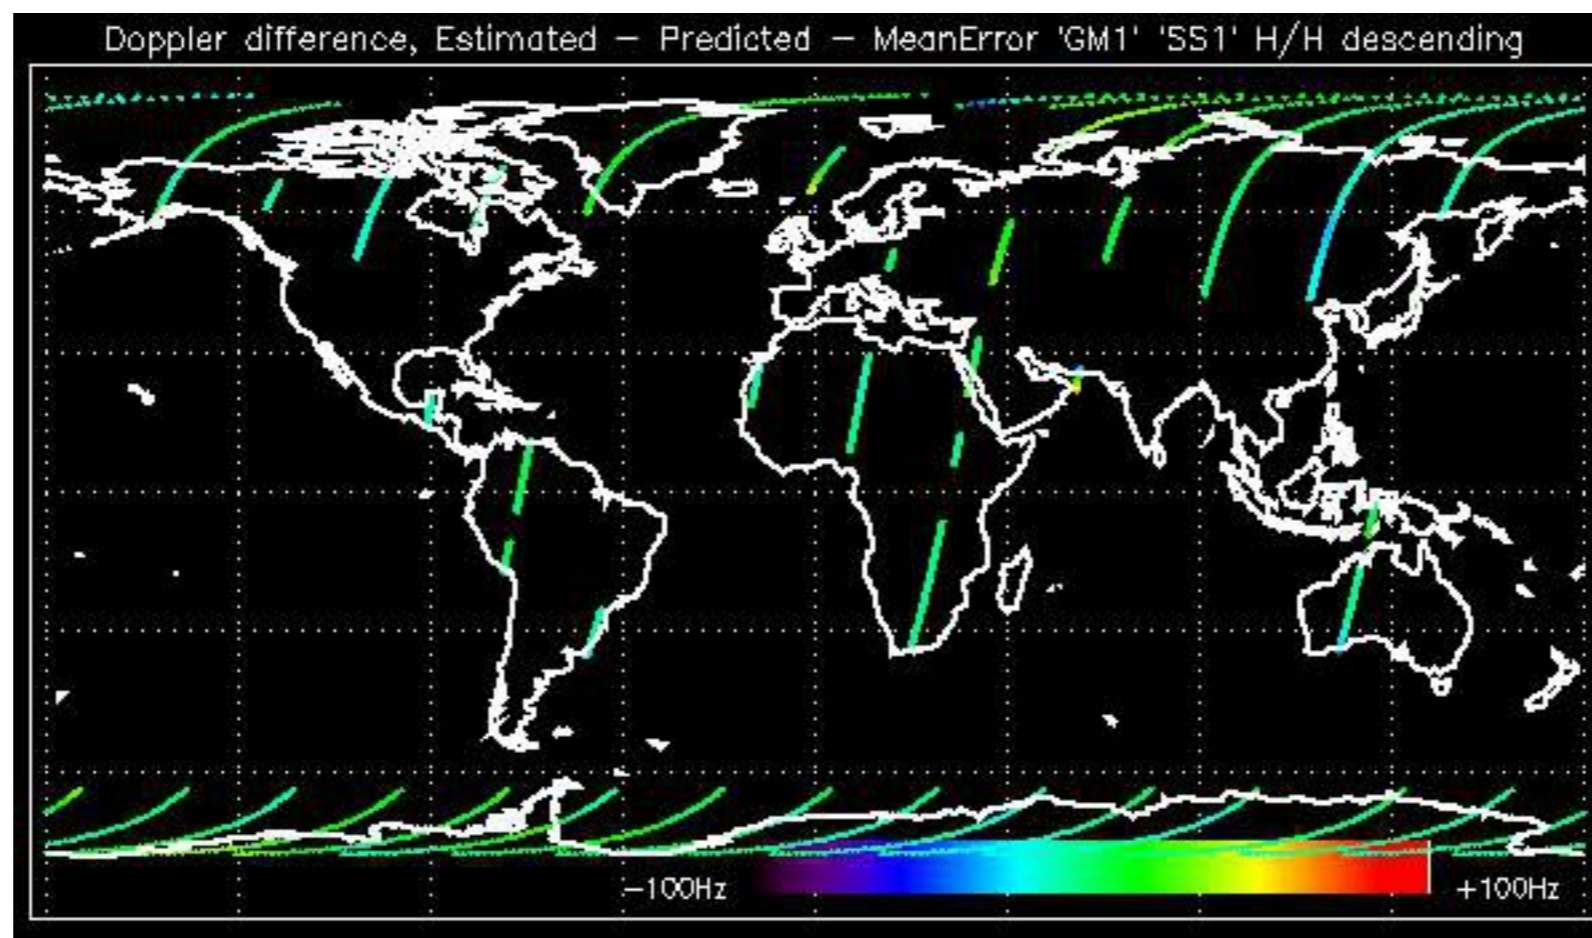 Doppler difference, Estimated – Predicted – MeanError 'GM1' 'SS1' H/H descending
–100Hz
+100Hz